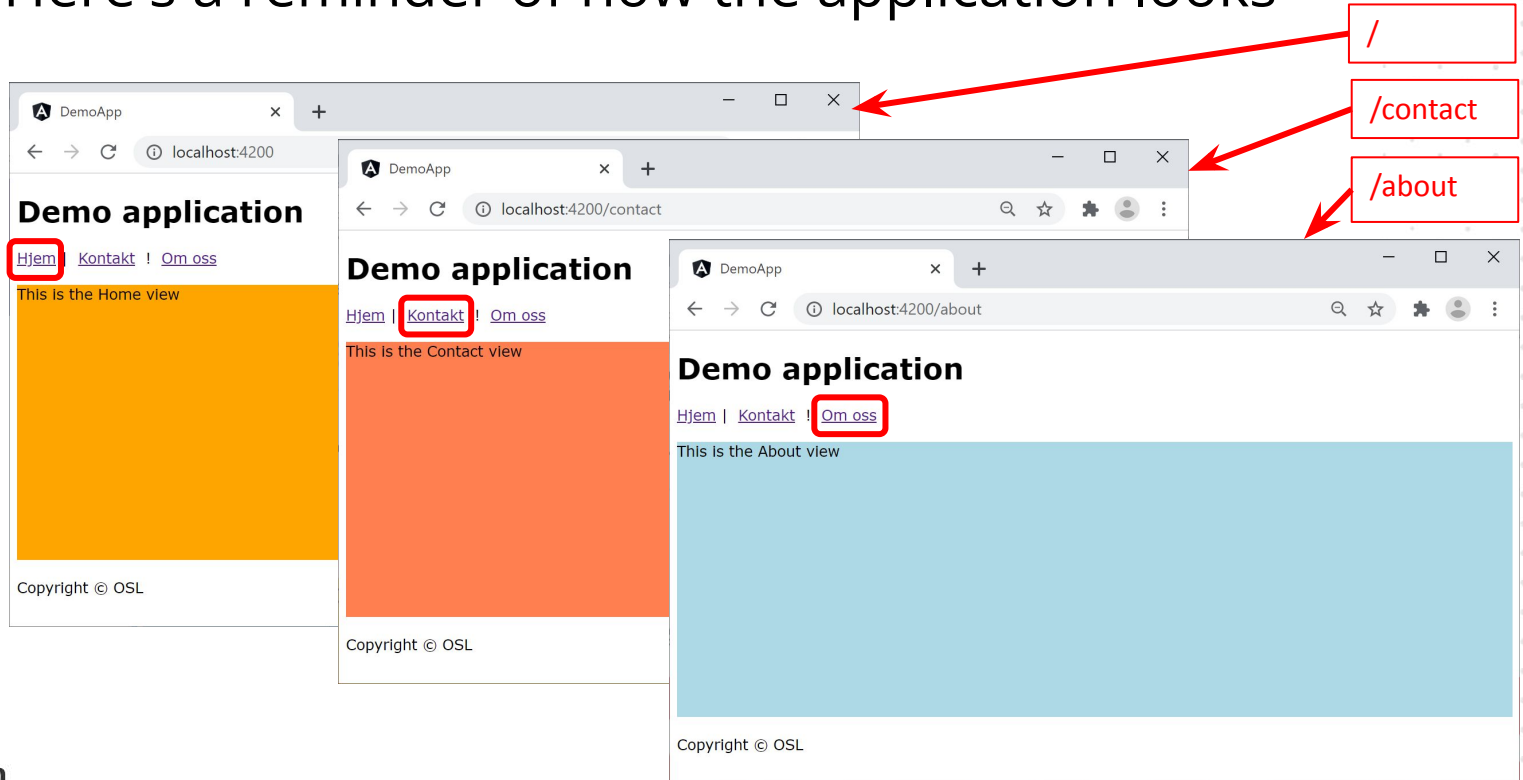 Here's a reminder of how the application looks
/
/contact
/about
DemoApp
localhost:4200
Demo application
Hjem | Kontakt ! Om oss
This is the Home view
Copyright © OSL
DemoApp
localhost:4200/contact
Demo application
Hjem | Kontakt ! Om oss
This is the Contact view
Copyright © OSL
DemoApp
localhost:4200/about
Demo application
Hjem | Kontakt ! Om oss
This is the About view
Copyright © OSL